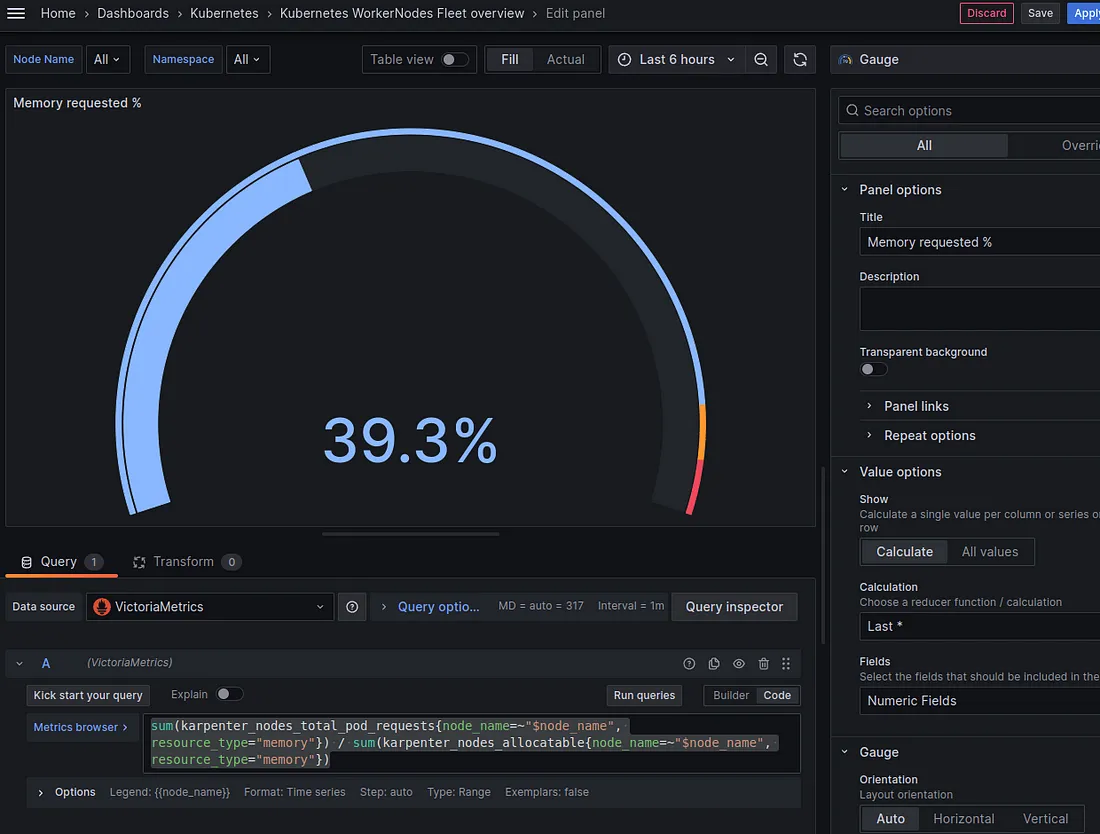 Home › Dashboards › Kubernetes › Kubernetes WorkerNodes Fleet overview › Edit panel
Discard Save Apply
Node Name All Namespace All Table view Fill Actual Last 6 hours
Gauge
Memory requested %
39.3%
Search options
All Overri
Panel options
Title
Memory requested %
Description
Transparent background
Panel links
Repeat options
Value options
Show
Calculate a single value per column or series o
row
Calculate All values
Calculation
Choose a reducer function / calculation
Last *
Fields
Select the fields that should be included in the
Numeric Fields
Gauge
Orientation
Layout orientation
Auto Horizontal Vertical
Query 1 Transform 0
Data source VictoriaMetrics Query optio... MD = auto = 317 Interval = 1m Query inspector
A (VictoriaMetrics)
Kick start your query Explain Run queries Builder Code
Metrics browser >
sum(karpenter_nodes_total_pod_requests{node_name=~"$node_name",
resource_type="memory"}) / sum(karpenter_nodes_allocatable{node_name=~"$node_name",
resource_type="memory"})
Options Legend: {{node_name}} Format: Time series Step: auto Type: Range Exemplars: false